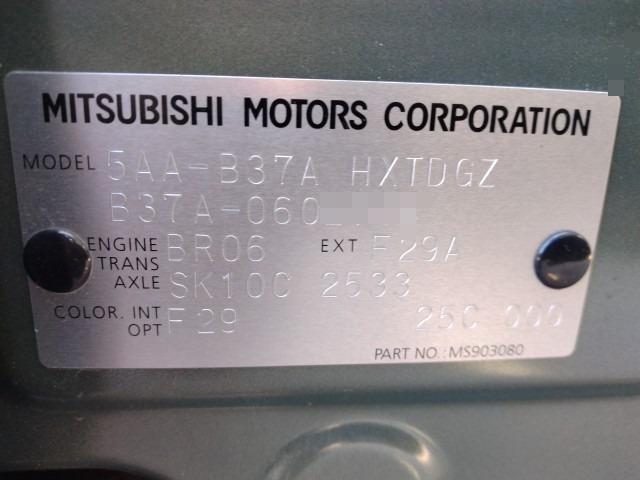 MITSUBISHI MOTORS CORPORATION
MODEL 5AA-B37A HXTDGZ
B37A-060
ENGINE BR06 EXT F29A
TRANS
AXLE SK10C 2533
COLOR. INT F29 25C 000
OPT
PART NO.: MS903080